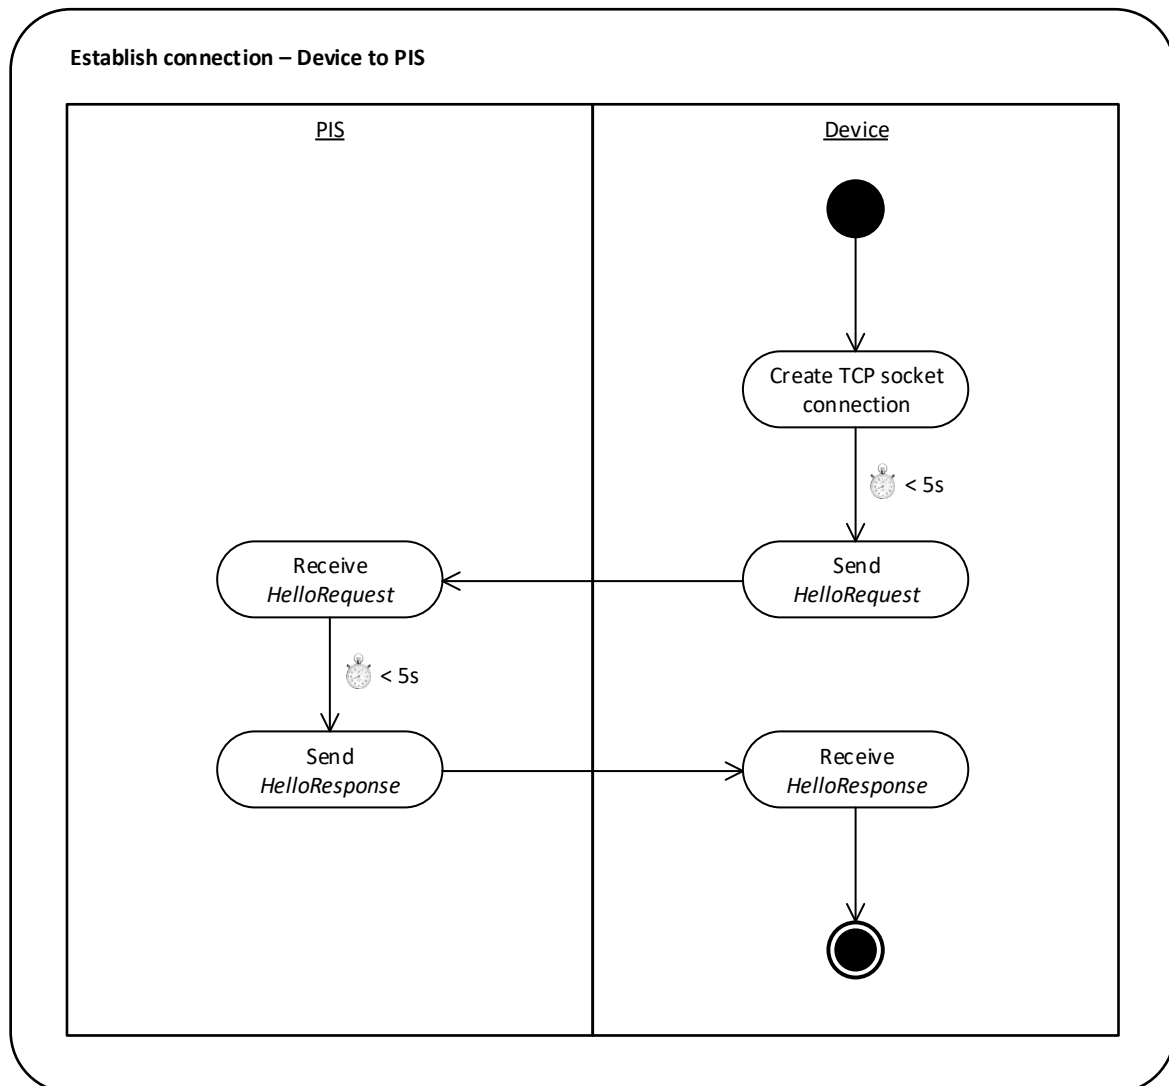 Establish connection – Device to PIS
PIS
Device
Create TCP socket
connection
< 5s
Receive
HelloRequest
Send
HelloRequest
< 5s
Send
HelloResponse
Receive
HelloResponse